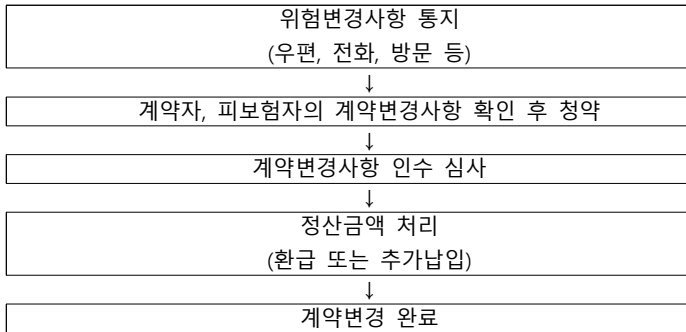 위험변경사항 통지
(우편, 전화, 방문 등)
↓
계약자, 피보험자의 계약변경사항 확인 후 청약
↓
계약변경사항 인수 심사
↓
정산금액 처리
(환급 또는 추가납입)
↓
계약변경 완료